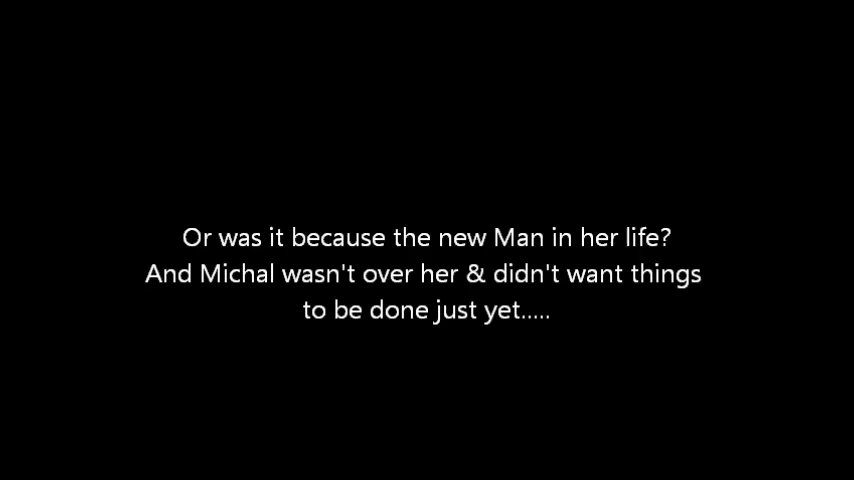 Or was it because the new Man in her life?
And Michal wasn't over her & didn't want things
to be done just yet.....